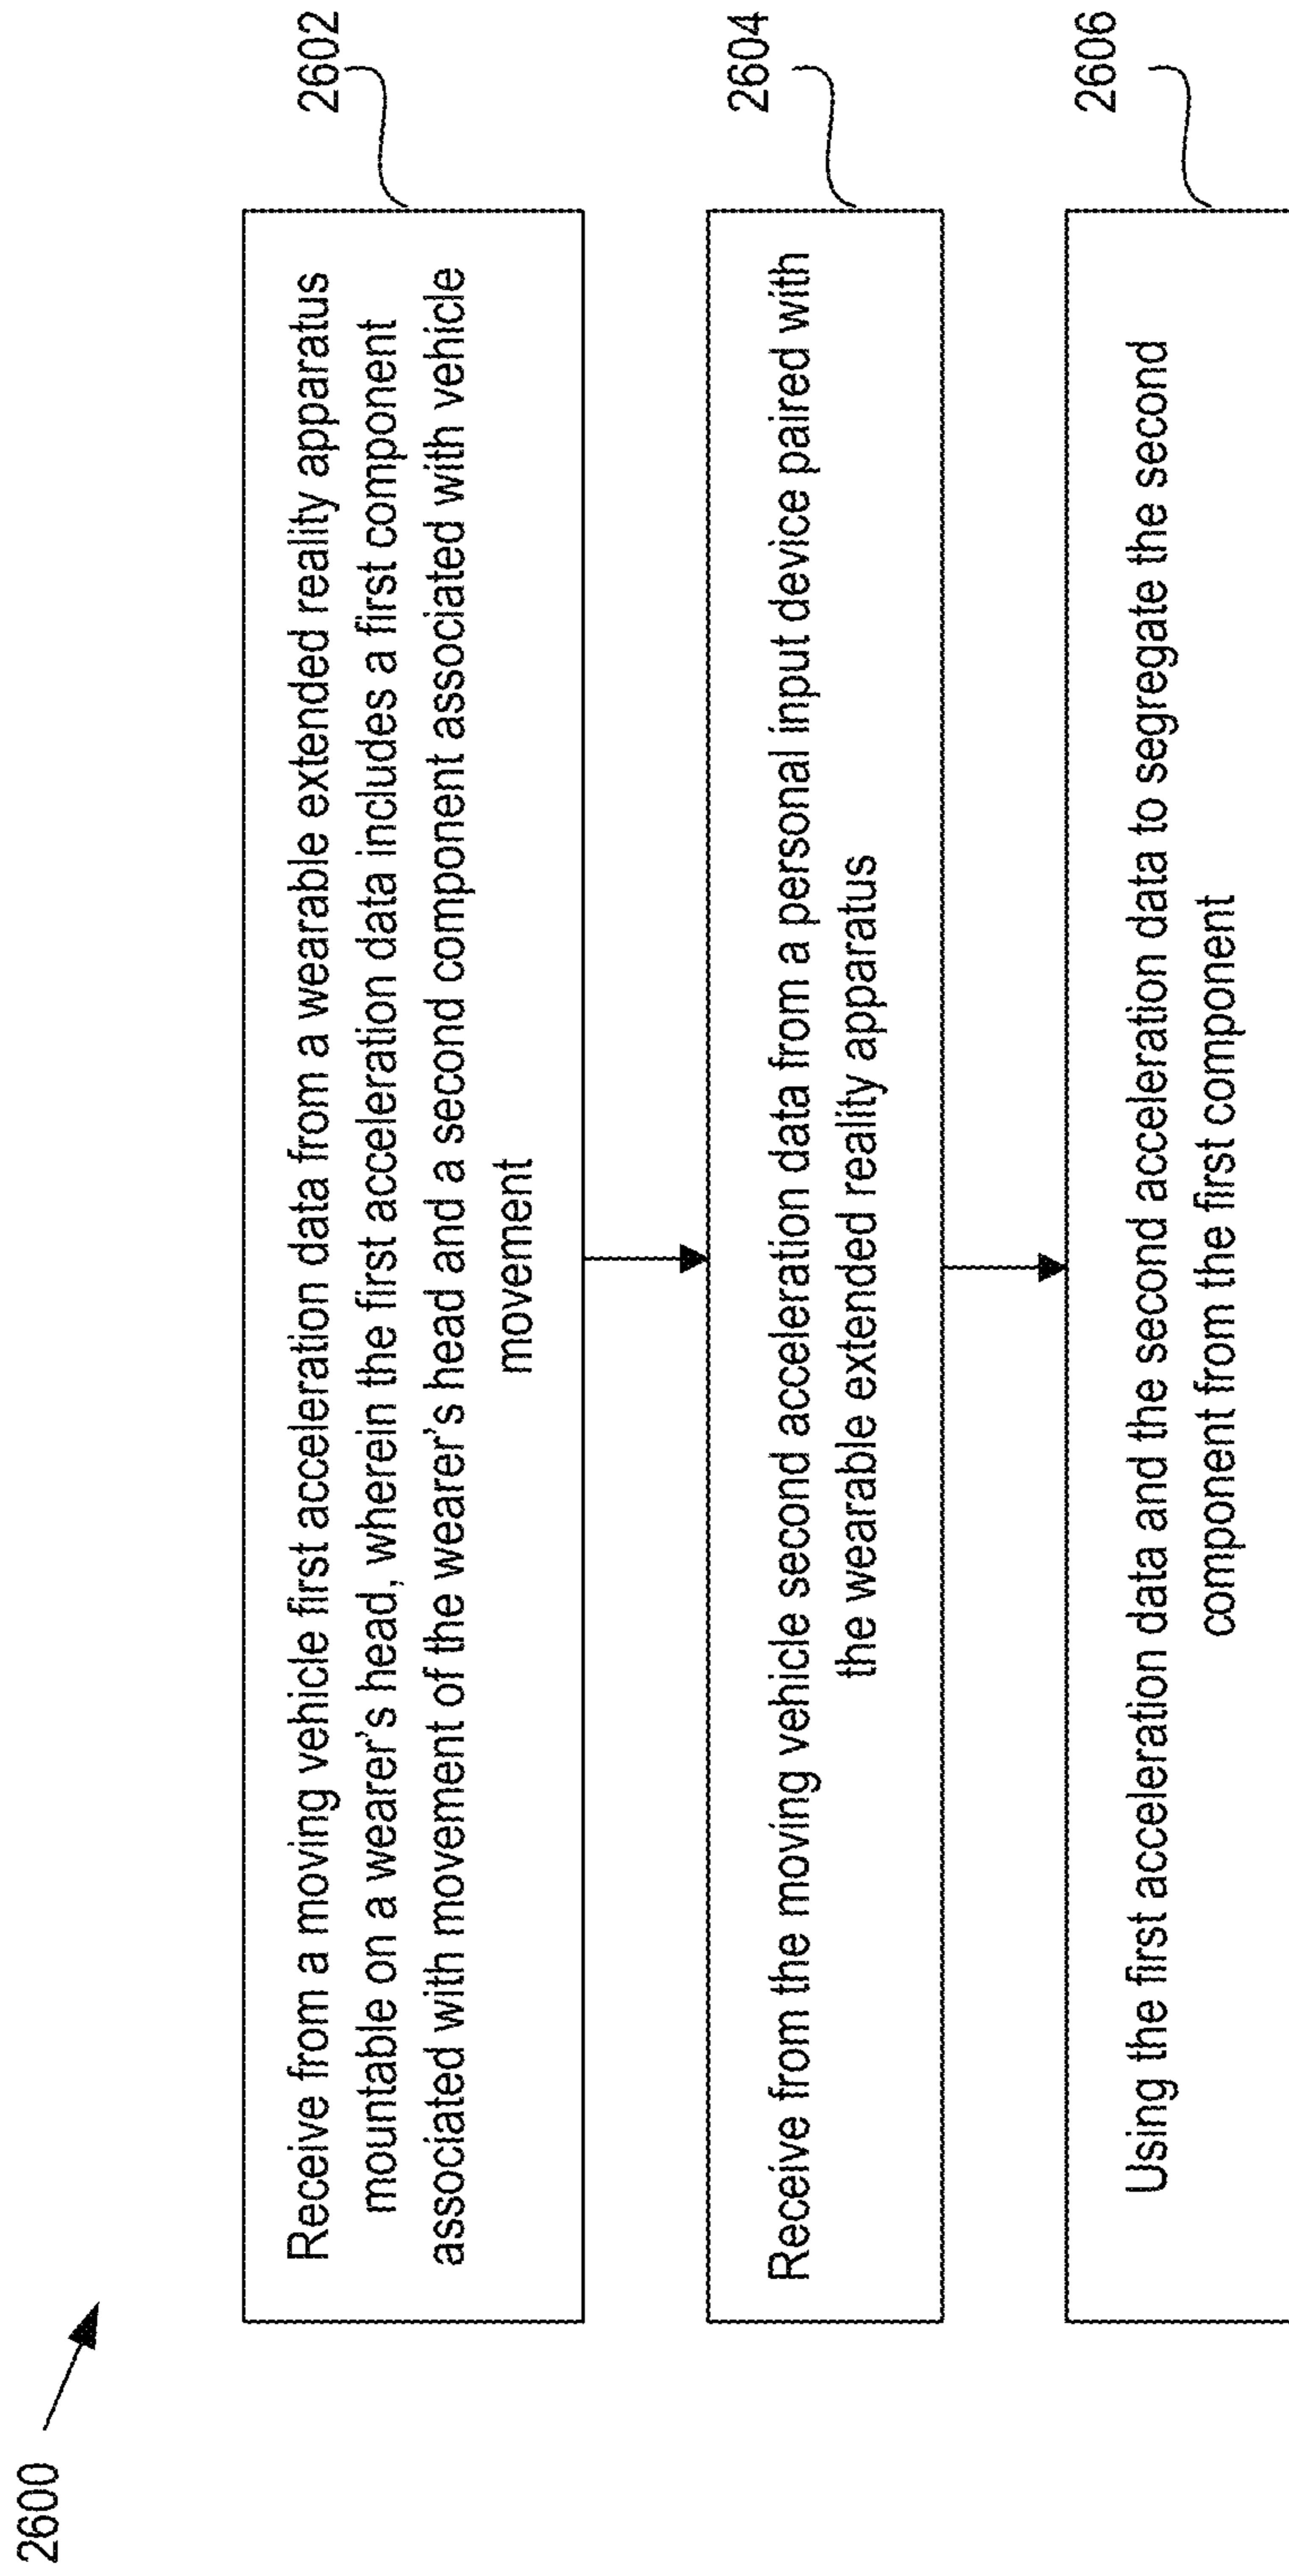 2600
Receive from a moving vehicle first acceleration data from a wearable extended reality apparatus
mountable on a wearer's head, wherein the first acceleration data includes a first component
associated with movement of the wearer's head and a second component associated with vehicle
movement
2602
Receive from the moving vehicle second acceleration data from a personal input device paired with
the wearable extended reality apparatus
2604
Using the first acceleration data and the second acceleration data to segregate the second
component from the first component
2606